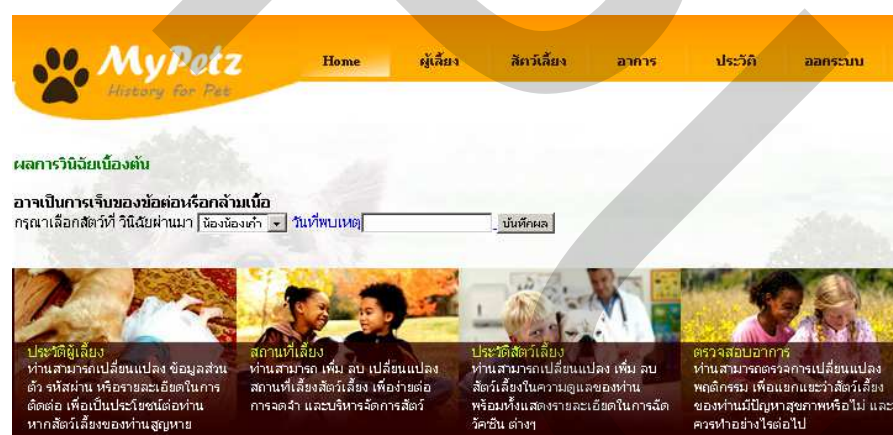 MyPetz
History for Pet
Home ผู้เลี้ยง สัตว์เลี้ยง อาการ ประวัติ ออกระบบ
ผลการวินิฉัยเบื้องต้น
อาจเป็นการเจ็บของข้อต่อหรือกล้ามเนื้อ
กรุณาเลือกสัตว์ที่ วินิฉัยผ่านมา น้องน้องเก๋า วันที่พบเหตุ บันทึกผล
ประวัติผู้เลี้ยง
ท่านสามารถเปลี่ยนแปลง ข้อมูลส่วน
ตัว รหัสผ่าน หรือรายละเอียดในการ
ติดต่อ เพื่อเป็นประโยชน์ต่อท่าน
หากสัตว์เลี้ยงของท่านสูญหาย
สถานที่เลี้ยง
ท่านสามารถ เพิ่ม ลบ เปลี่ยนแปลง
สถานที่เลี้ยงสัตว์เลี้ยง เพื่อง่ายต่อ
การจดจำ และบริหารจัดการสัตว์
ประวัติสัตว์เลี้ยง
ท่านสามารถเปลี่ยนแปลง เพิ่ม ลบ
สัตว์เลี้ยงในความดูแลของท่าน
พร้อมทั้งแสดงรายละเอียดในการฉีด
วัคซีน ต่างๆ
ตรวจสอบอาการ
ท่านสามารถตรวจการเปลี่ยนแปลง
พฤติกรรม เพื่อแยกแยะว่าสัตว์เลี้ยง
ของท่านมีปัญหาสุขภาพหรือไม่ และ
ควรทำอย่างไรต่อไป